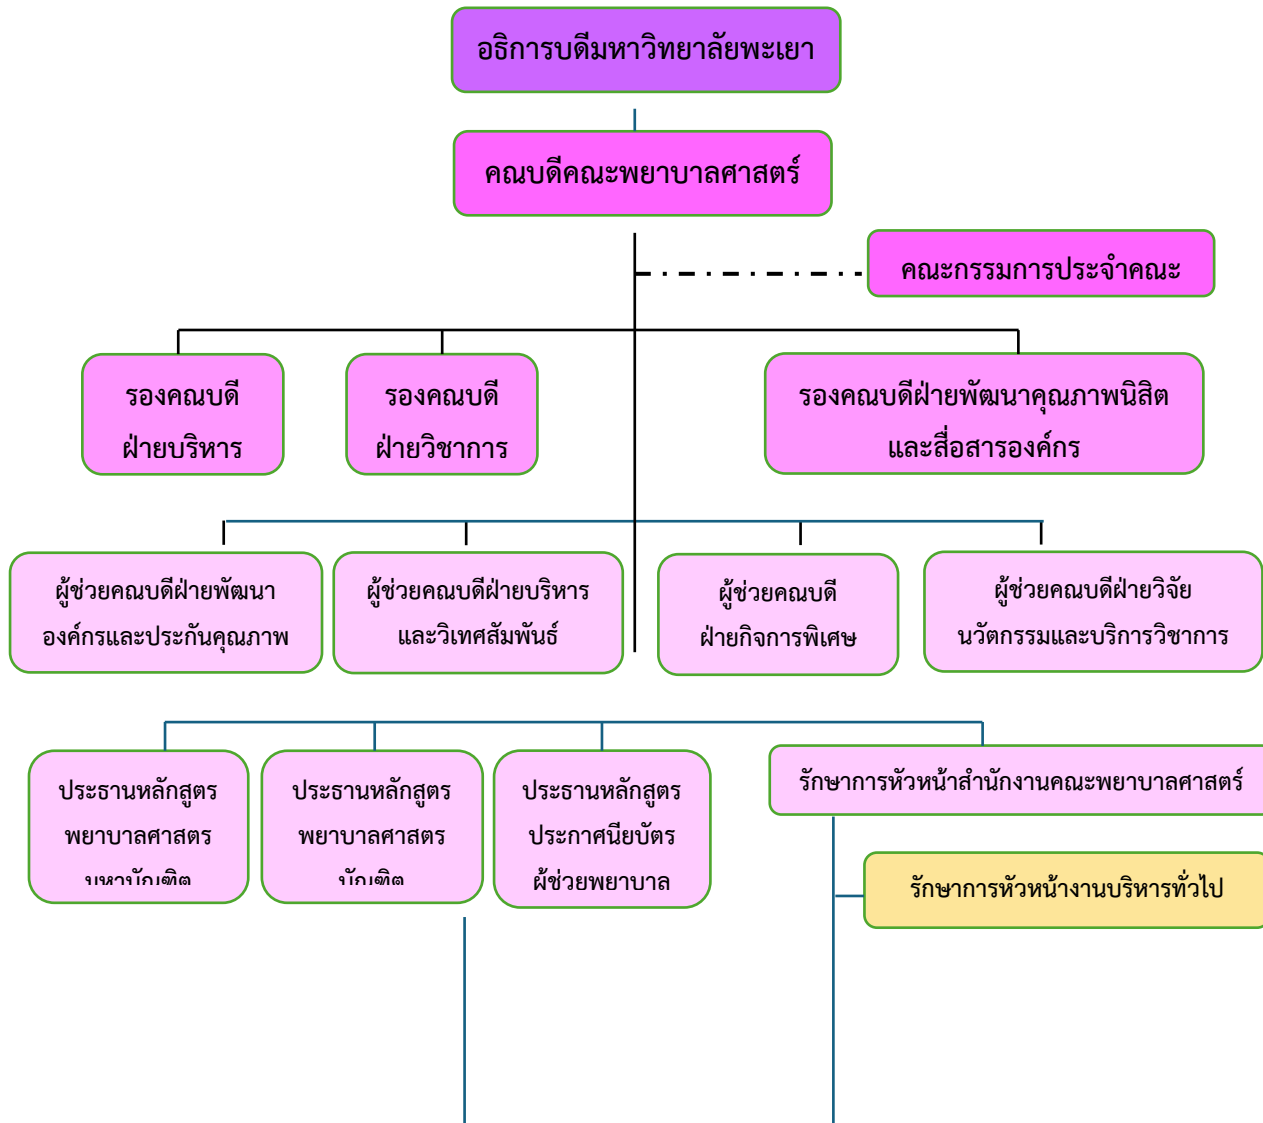 อธิการบดีมหาวิทยาลัยพะเยา
คณบดีคณะพยาบาลศาสตร์
คณะกรรมการประจำคณะ
รองคณบดี
ฝ่ายบริหาร
รองคณบดี
ฝ่ายวิชาการ
รองคณบดีฝ่ายพัฒนาคุณภาพนิสิต
และสื่อสารองค์กร
ผู้ช่วยคณบดีฝ่ายพัฒนา
องค์กรและประกันคุณภาพ
ผู้ช่วยคณบดีฝ่ายบริหาร
และวิเทศสัมพันธ์
ผู้ช่วยคณบดี
ฝ่ายกิจการพิเศษ
ผู้ช่วยคณบดีฝ่ายวิจัย
นวัตกรรมและบริการวิชาการ
ประธานหลักสูตร
พยาบาลศาสตร
มหาบัณฑิต
ประธานหลักสูตร
พยาบาลศาสตร
บัณฑิต
ประธานหลักสูตร
ประกาศนียบัตร
ผู้ช่วยพยาบาล
รักษาการหัวหน้าสำนักงานคณะพยาบาลศาสตร์
รักษาการหัวหน้างานบริหารทั่วไป